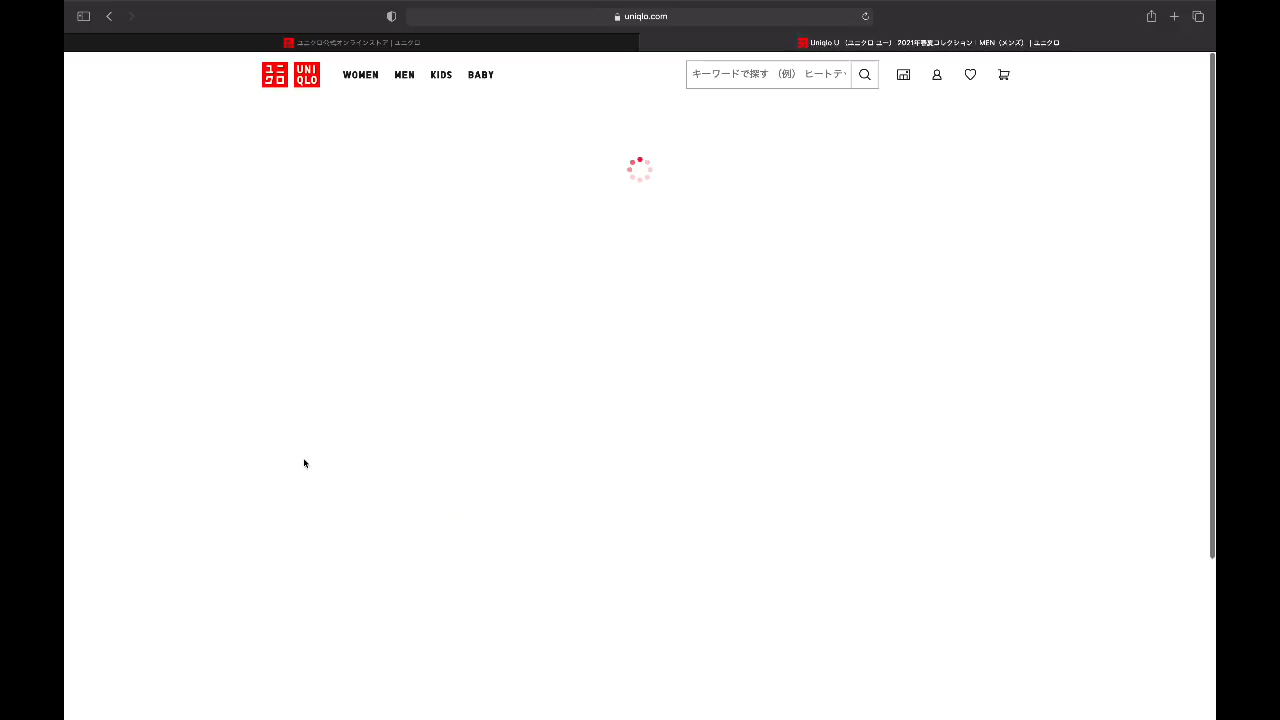 uniqlo.com
ユニクロ公式オンラインストア | ユニクロ
Uniqlo U（ユニクロ ユー） 2021年春夏コレクション｜MEN（メンズ） | ユニクロ
ユニクロ UNIQLO WOMEN MEN KIDS BABY キーワードで探す （例） ヒートテ